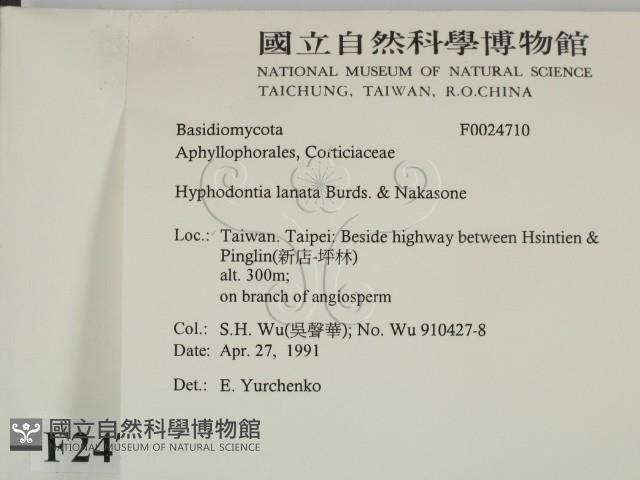 國立自然科學博物館
NATIONAL MUSEUM OF NATURAL SCIENCE
TAICHUNG, TAIWAN, R.O.CHINA
Basidiomycota F0024710
Aphyllophorales, Corticiaceae
Hyphodontia lanata Burds. & Nakasone
Loc.: Taiwan. Taipei: Beside highway between Hsintien &
Pinglin(新店-坪林)
alt. 300m;
on branch of angiosperm
Col.: S.H. Wu(吳聲華); No. Wu 910427-8
Date: Apr. 27, 1991
Det.: E. Yurchenko
國立自然科學博物館
NATIONAL MUSEUM OF NATURAL SCIENCE
F24